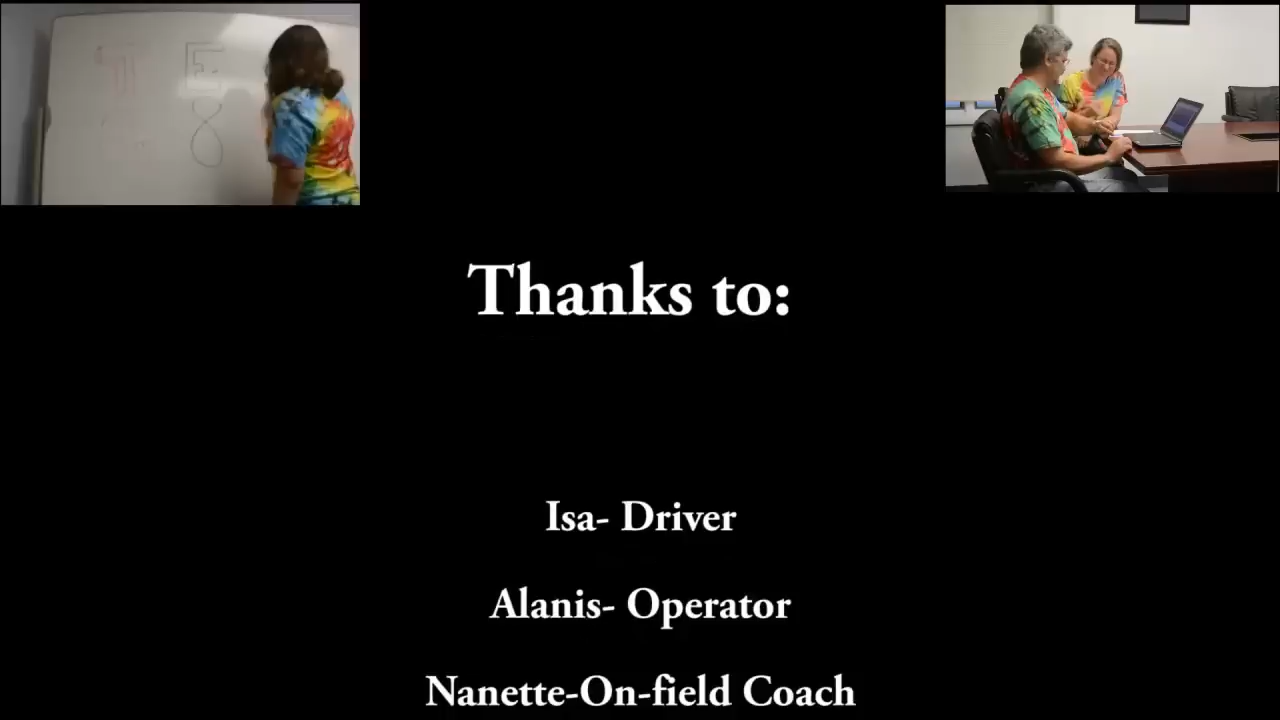 Thanks to:
Isa- Driver
Alanis- Operator
Nanette-On-field Coach